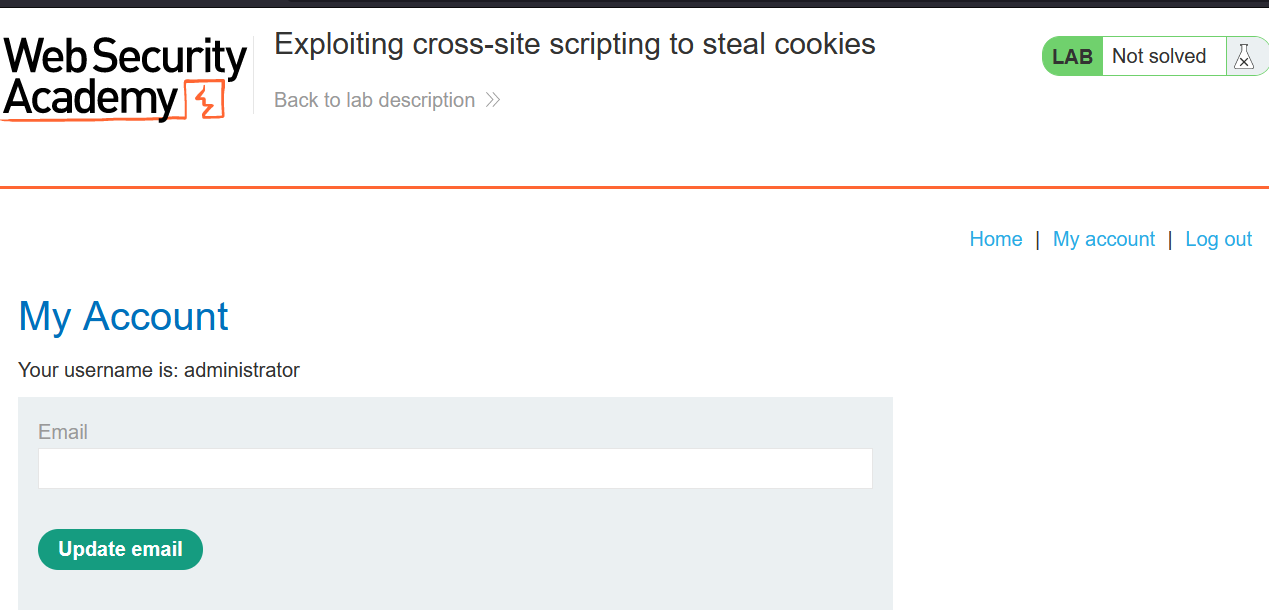 Web Security
Academy
Exploiting cross-site scripting to steal cookies
Back to lab description
LAB Not solved
Home | My account | Log out
My Account
Your username is: administrator
Email
Update email